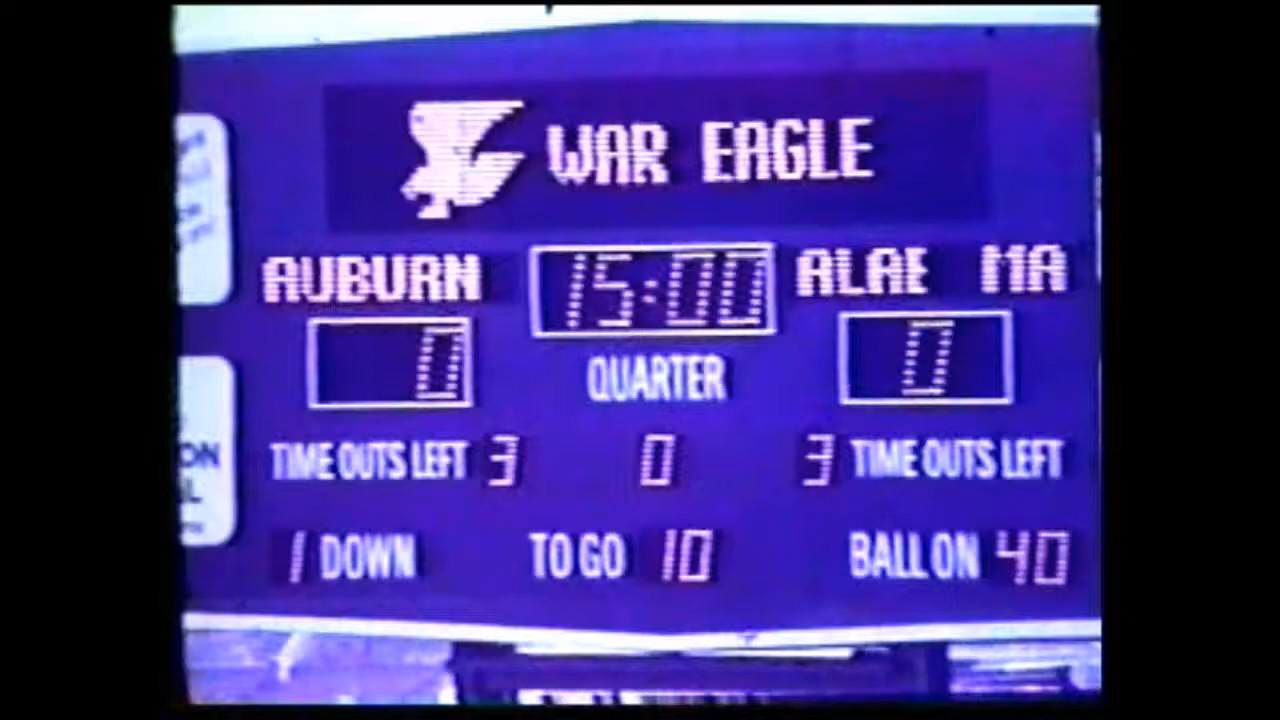 WAR EAGLE
AUBURN 15:00 ALAE MA
0 QUARTER 0
TIME OUTS LEFT 3 0 3 TIME OUTS LEFT
1 DOWN TO GO 10 BALL ON 40